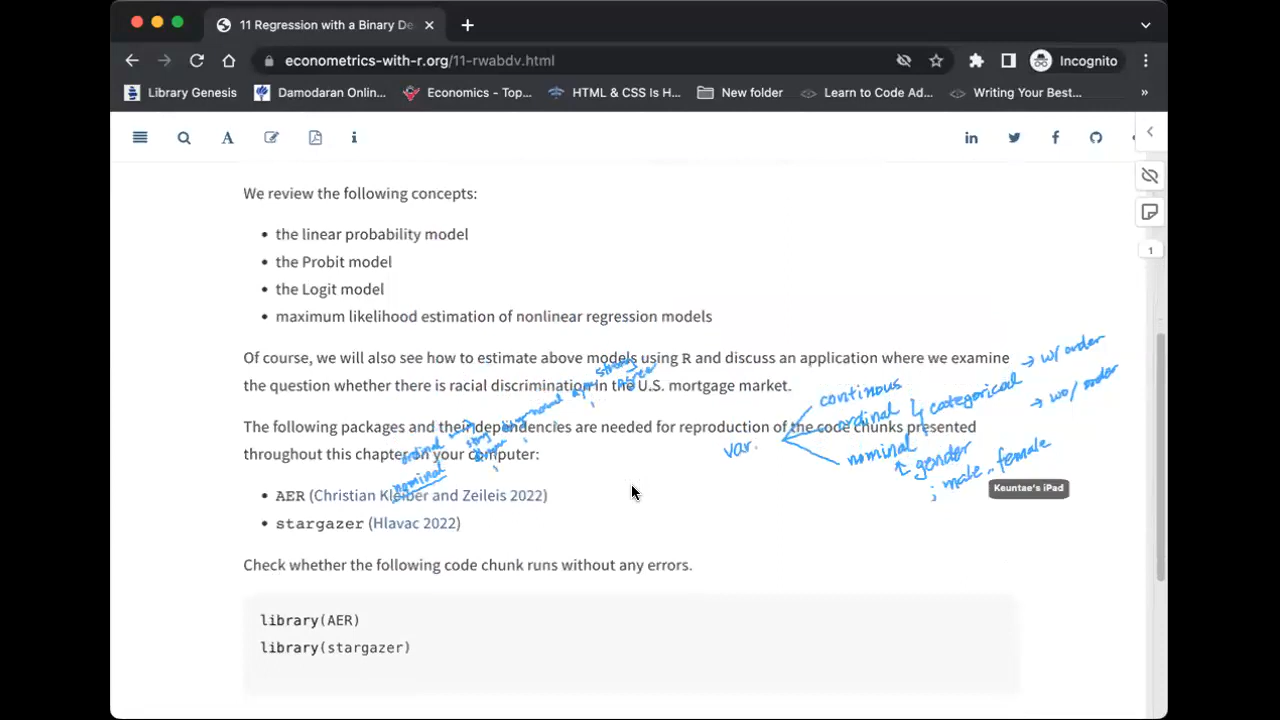 11 Regression with a Binary De
econometrics-with-r.org/11-rwabdv.html
Incognito
Library Genesis
Damodaran Onlin...
Economics - Top...
HTML & CSS Is H...
New folder
Learn to Code Ad...
Writing Your Best...
»
We review the following concepts:
• the linear probability model
• the Probit model
• the Logit model
• maximum likelihood estimation of nonlinear regression models
Of course, we will also see how to estimate above models using R and discuss an application where we examine
the question whether there is racial discrimination in the U.S. mortgage market.
The following packages and their dependencies are needed for reproduction of the code chunks presented
throughout this chapter on your computer:
• AER (Christian Kleiber and Zeileis 2022)
• stargazer (Hlavac 2022)
Check whether the following code chunk runs without any errors.
library(AER)
library(stargazer)
1
var.
continous
ordinal
nominal
categorical
→ w/ order
→ wo/ order
gender
; male, female
ordinal
nominal
Keuntae's iPad